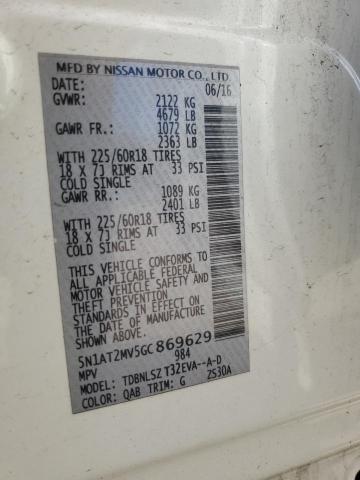 MFD BY NISSAN MOTOR CO., LTD.
DATE: 06/16
GVWR: 2122 KG
4679 LB
GAWR FR.: 1072 KG
2363 LB
WITH 225/60R18 TIRES
18 X 7J RIMS AT 33 PSI
COLD SINGLE
GAWR RR.: 1089 KG
2401 LB
WITH 225/60R18 TIRES
18 X 7J RIMS AT 33 PSI
COLD SINGLE
THIS VEHICLE CONFORMS TO
ALL APPLICABLE FEDERAL
MOTOR VEHICLE SAFETY AND
THEFT PREVENTION STANDARDS
IN EFFECT ON THE DATE OF
MANUFACTURE SHOWN ABOVE.
5N1AT2MV5GC869629
MPV 984
MODEL: TDBNLSZ T32EVA--A-D
COLOR: QAB TRIM: G 2S30A